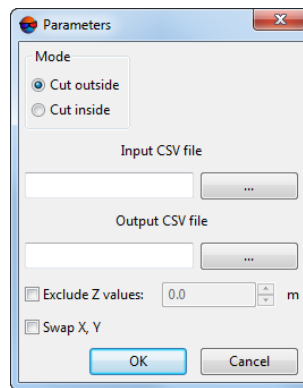 Parameters
Mode
Cut outside
Cut inside
Input CSV file
...
Output CSV file
...
Exclude Z values: 0.0 m
Swap X, Y
OK Cancel